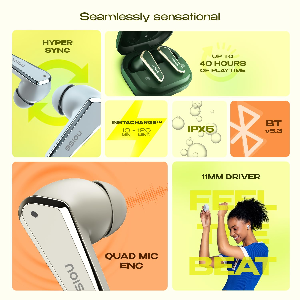 Seamlessly sensational
HYPER
SYNC
UP TO
40 HOURS
OF PLAYTIME
noise
INSTACHARGE™
IPX5
BT
v5.3
11MM DRIVER
FEEL
THE
BEAT
QUAD MIC
ENC